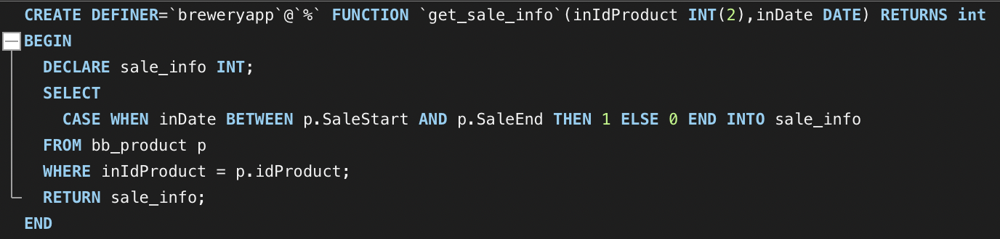 CREATE DEFINER=`breweryapp`@`%` FUNCTION `get_sale_info`(inIdProduct INT(2),inDate DATE) RETURNS int
BEGIN
DECLARE sale_info INT;
SELECT
CASE WHEN inDate BETWEEN p.SaleStart AND p.SaleEnd THEN 1 ELSE 0 END INTO sale_info
FROM bb_product p
WHERE inIdProduct = p.idProduct;
RETURN sale_info;
END